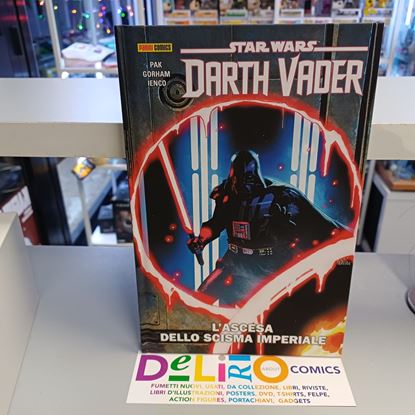 PANINI COMICS
STAR WARS
DARTH VADER
PAK
GORHAM
IENCO
L'ASCESA
DELLO SCISMA IMPERIALE
DeLiRiO ABOUT COMICS
FUMETTI NUOVI, USATI, DA COLLEZIONE, LIBRI, RIVISTE,
LIBRI D'ILLUSTRAZIONI, POSTERS, DVD, T-SHIRTS, FELPE,
ACTION FIGURES, PORTACHIAVI, GADGETS